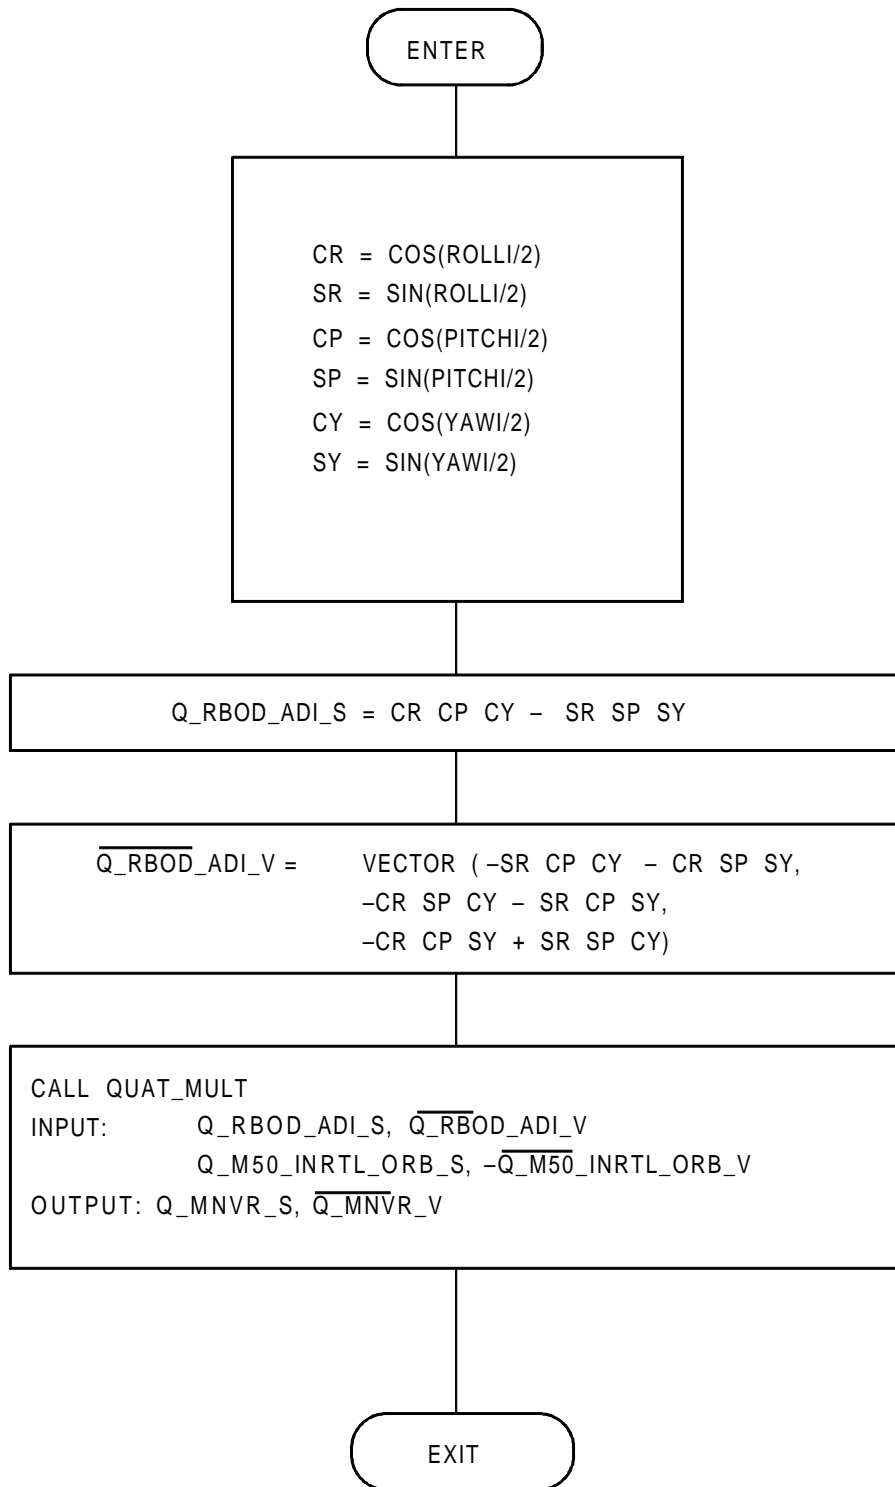 ENTER
CR = COS(ROLLI/2)
SR = SIN(ROLLI/2)
CP = COS(PITCHI/2)
SP = SIN(PITCHI/2)
CY = COS(YAWI/2)
SY = SIN(YAWI/2)
Q_RBOD_ADI_S = CR CP CY – SR SP SY
Q_RBOD_ADI_V = VECTOR ( –SR CP CY – CR SP SY,
–CR SP CY – SR CP SY,
–CR CP SY + SR SP CY)
CALL QUAT_MULT
INPUT: Q_RBOD_ADI_S, Q_RBOD_ADI_V
Q_M50_INRTL_ORB_S, –Q_M50_INRTL_ORB_V
OUTPUT: Q_MNVR_S, Q_MNVR_V
EXIT